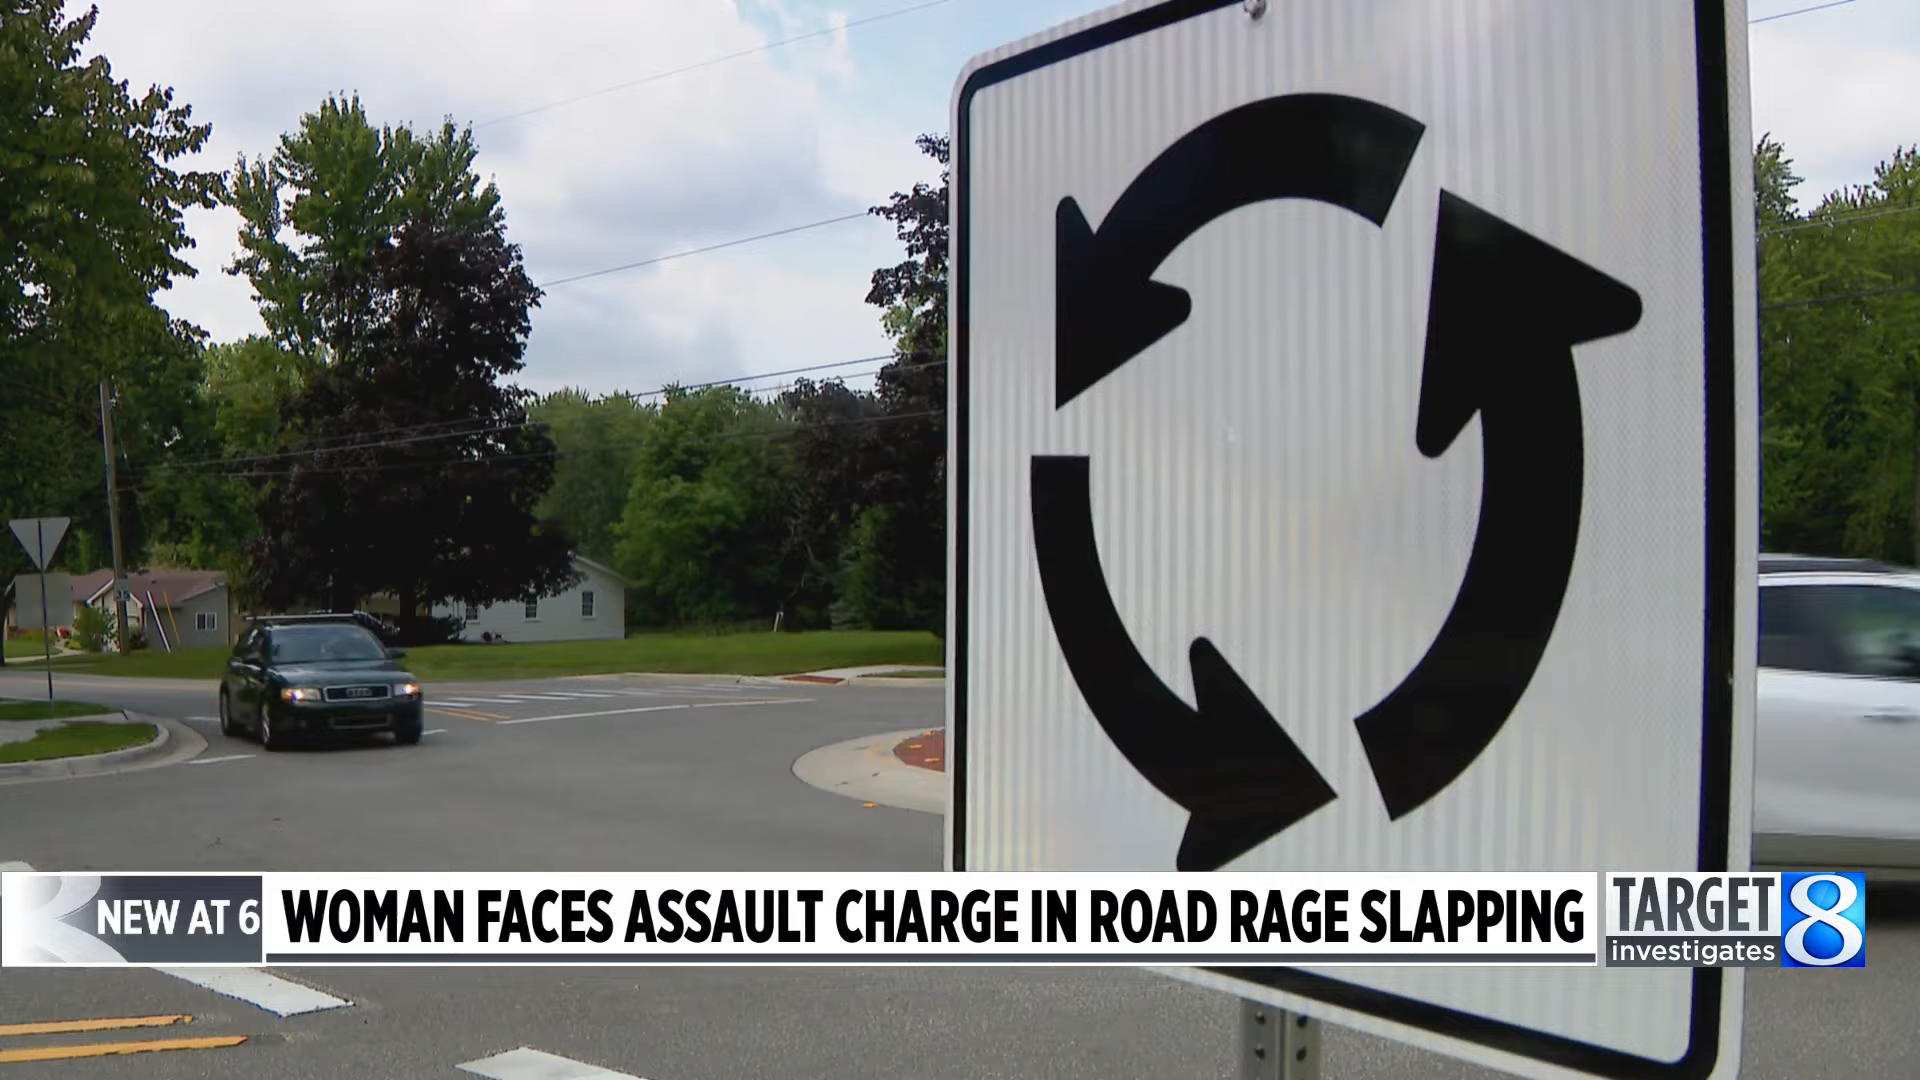 NEW AT 6
WOMAN FACES ASSAULT CHARGE IN ROAD RAGE SLAPPING
TARGET 8
investigates